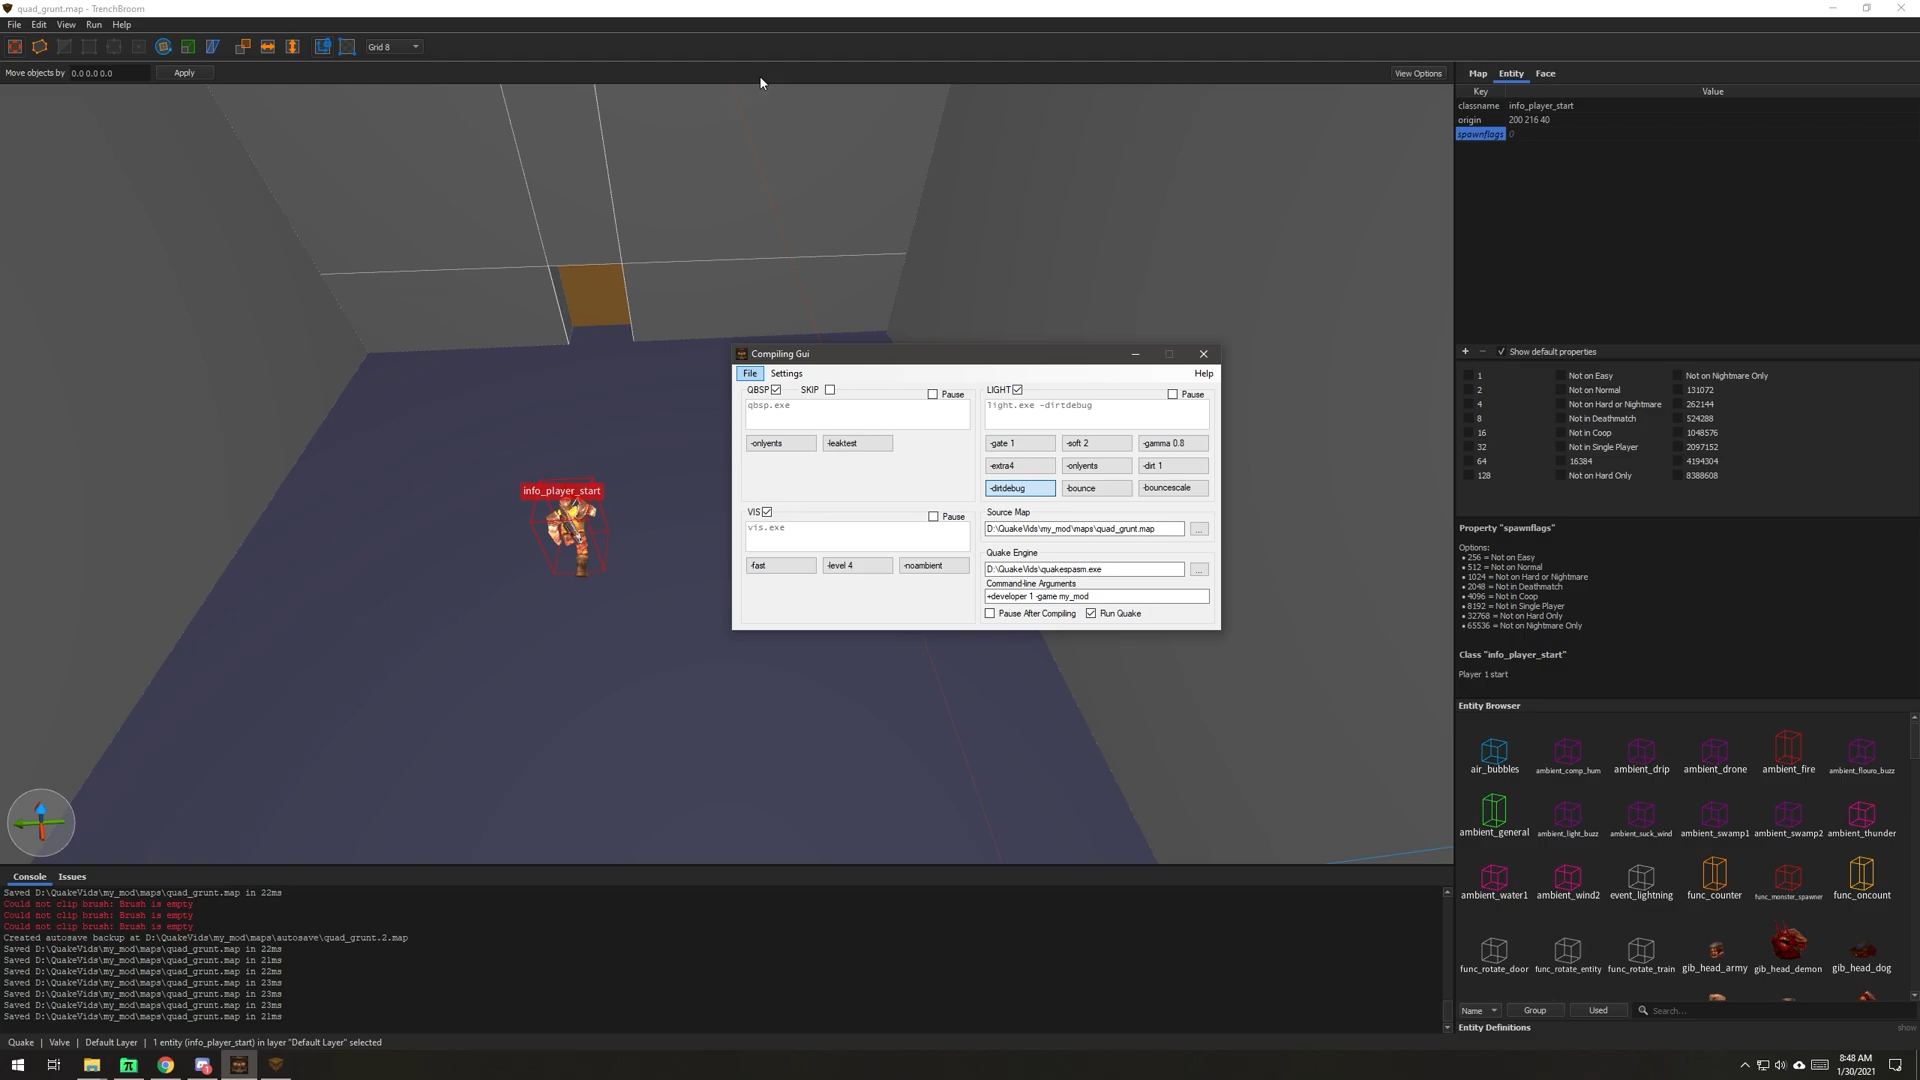 quad_grunt.map - TrenchBroom
File Edit View Run Help
Grid 8
Move objects by 0.0 0.0 0.0 Apply
View Options
Map Entity Face
Key Value
classname info_player_start
origin 200 216 40
spawnflags 0
info_player_start
Compiling Gui
File Settings Help
QBSP SKIP Pause
qbsp.exe
-onlyents -leaktest
VIS Pause
vis.exe
-fast -level 4 -noambient
LIGHT Pause
light.exe -dirtdebug
-gate 1 -soft 2 -gamma 0.8
-extra4 -onlyents -dirt 1
-dirtdebug -bounce -bouncescale
Source Map
D:\QuakeVids\my_mod\maps\quad_grunt.map ...
Quake Engine
D:\QuakeVids\quakespasm.exe ...
Command-line Arguments
+developer 1 -game my_mod
Pause After Compiling Run Quake
+ - Show default properties
1 Not on Easy Not on Nightmare Only
2 Not on Normal 131072
4 Not on Hard or Nightmare 262144
8 Not in Deathmatch 524288
16 Not in Coop 1048576
32 Not in Single Player 2097152
64 16384 4194304
128 Not on Hard Only 8388608
Property "spawnflags"
Options:
• 256 = Not on Easy
• 512 = Not on Normal
• 1024 = Not on Hard or Nightmare
• 2048 = Not in Deathmatch
• 4096 = Not in Coop
• 8192 = Not in Single Player
• 32768 = Not on Hard Only
• 65536 = Not on Nightmare Only
Class "info_player_start"
Player 1 start
Entity Browser
air_bubbles ambient_comp_hum ambient_drip ambient_drone ambient_fire ambient_flouro_buzz
ambient_general ambient_light_buzz ambient_suck_wind ambient_swamp1 ambient_swamp2 ambient_thunder
ambient_water1 ambient_wind2 event_lightning func_counter func_monster_spawner func_oncount
func_rotate_door func_rotate_entity func_rotate_train gib_head_army gib_head_demon gib_head_dog
Name Group Used Search...
Entity Definitions show
Console Issues
Saved D:\QuakeVids\my_mod\maps\quad_grunt.map in 22ms
Could not clip brush: Brush is empty
Could not clip brush: Brush is empty
Could not clip brush: Brush is empty
Created autosave backup at D:\QuakeVids\my_mod\maps\autosave\quad_grunt.2.map
Saved D:\QuakeVids\my_mod\maps\quad_grunt.map in 22ms
Saved D:\QuakeVids\my_mod\maps\quad_grunt.map in 21ms
Saved D:\QuakeVids\my_mod\maps\quad_grunt.map in 22ms
Saved D:\QuakeVids\my_mod\maps\quad_grunt.map in 23ms
Saved D:\QuakeVids\my_mod\maps\quad_grunt.map in 23ms
Saved D:\QuakeVids\my_mod\maps\quad_grunt.map in 23ms
Saved D:\QuakeVids\my_mod\maps\quad_grunt.map in 21ms
Quake | Valve | Default Layer | 1 entity (info_player_start) in layer "Default Layer" selected
8:48 AM
1/30/2021